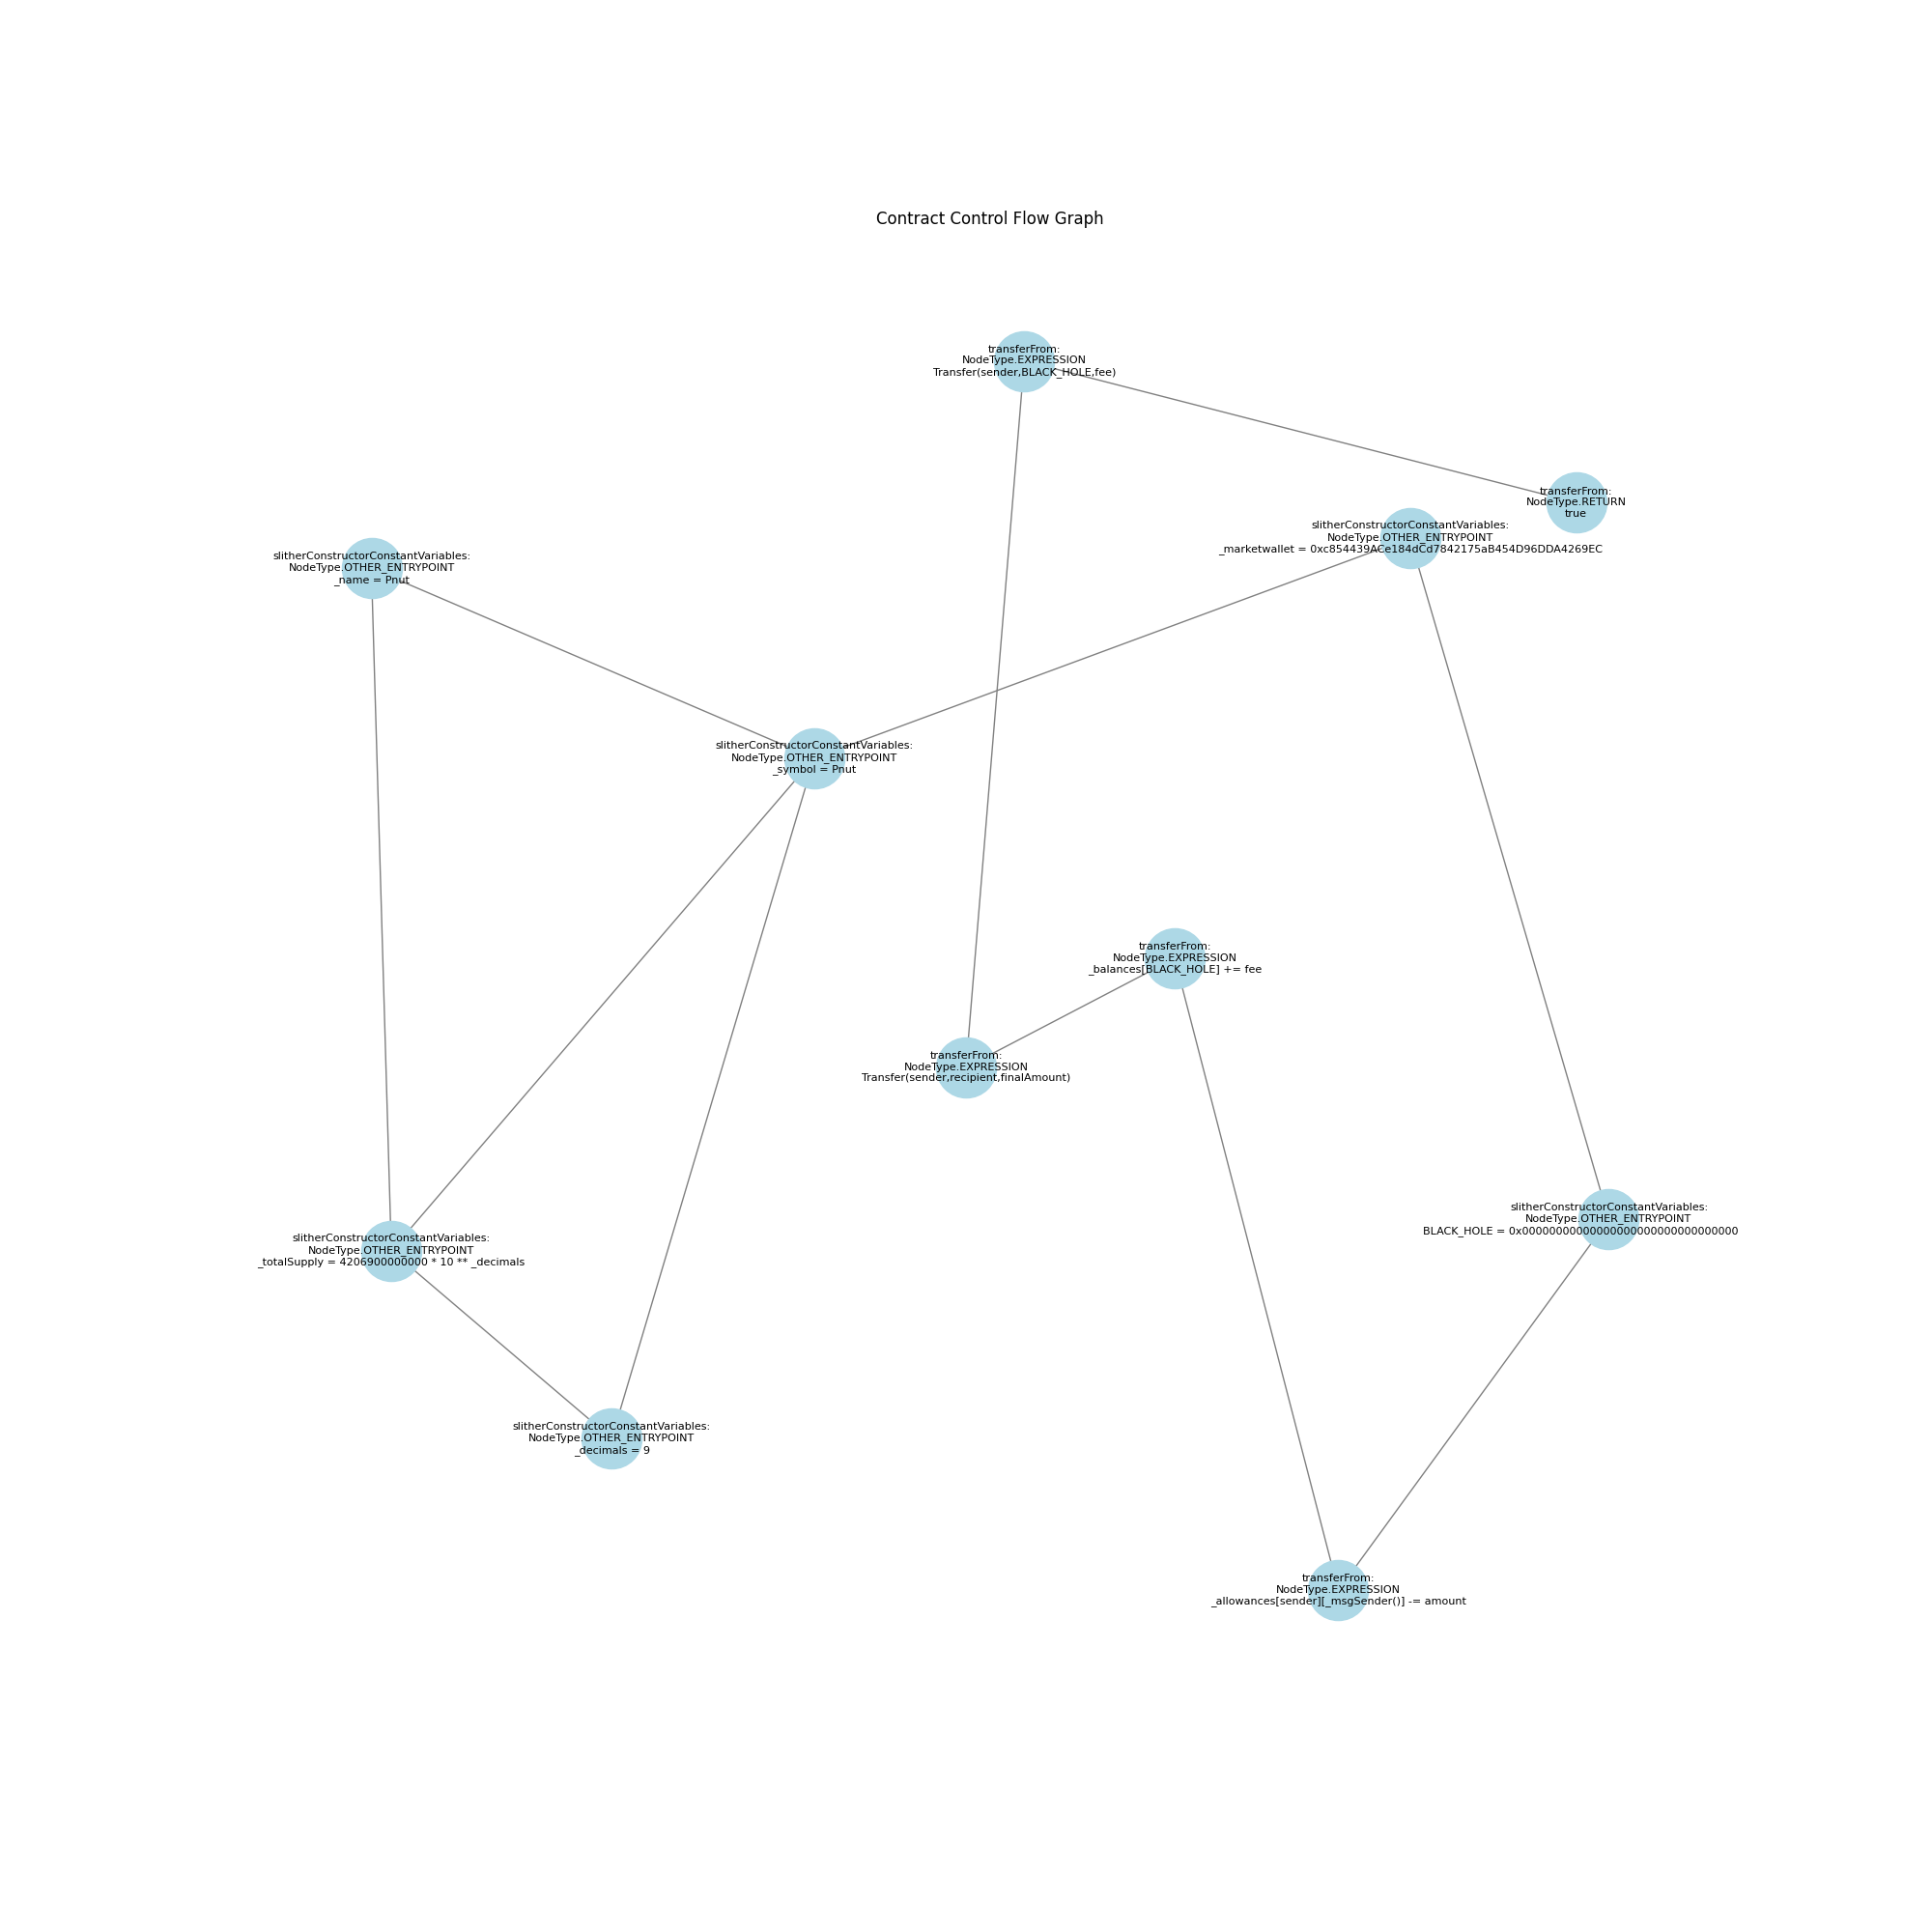 Contract Control Flow Graph
transferFrom:
NodeType.EXPRESSION
Transfer(sender,BLACK_HOLE,fee)
transferFrom:
NodeType.RETURN
true
slitherConstructorConstantVariables:
NodeType.OTHER_ENTRYPOINT
_marketwallet = 0xc854439ACe184dCd7842175aB454D96DDA4269EC
slitherConstructorConstantVariables:
NodeType.OTHER_ENTRYPOINT
_name = Pnut
slitherConstructorConstantVariables:
NodeType.OTHER_ENTRYPOINT
_symbol = Pnut
transferFrom:
NodeType.EXPRESSION
_balances[BLACK_HOLE] += fee
transferFrom:
NodeType.EXPRESSION
Transfer(sender,recipient,finalAmount)
slitherConstructorConstantVariables:
NodeType.OTHER_ENTRYPOINT
BLACK_HOLE =
slitherConstructorConstantVariables:
NodeType.OTHER_ENTRYPOINT
_totalSupply = 4206900000000 * 10 ** _decimals
slitherConstructorConstantVariables:
NodeType.OTHER_ENTRYPOINT
_decimals = 9
transferFrom:
NodeType.EXPRESSION
_allowances[sender][_msgSender()] -= amount